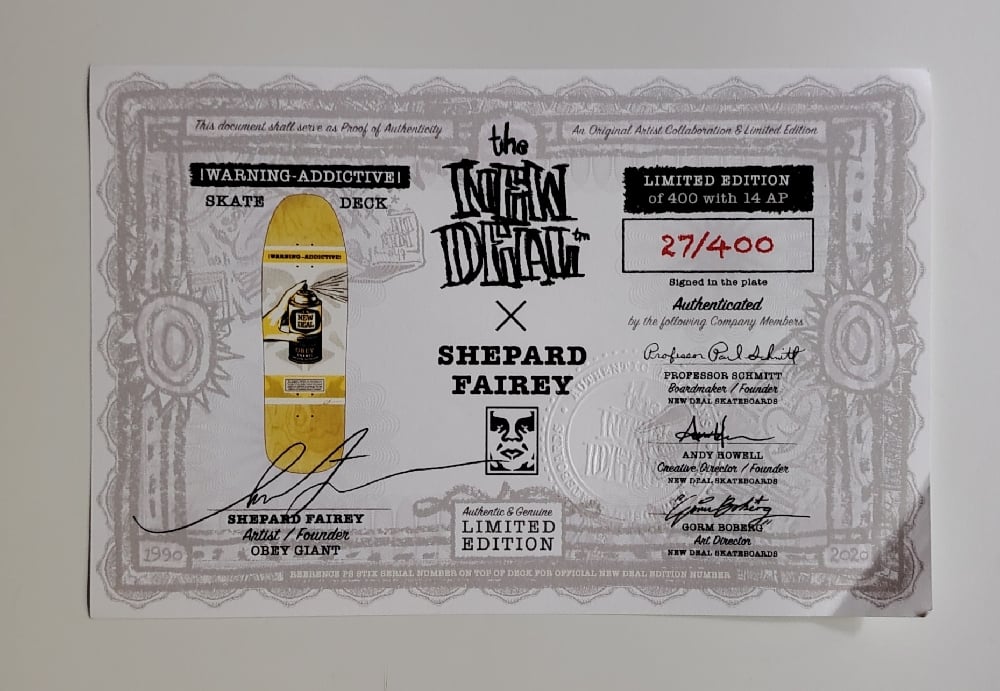 This document shall serve as Proof of Authenticity
An Original Artist Collaboration & Limited Edition
!WARNING-ADDICTIVE!
SKATE DECK
!WARNING-ADDICTIVE!
NEW
DEAL
OBEY
the
NEW
DEAL™
X
SHEPARD
FAIREY
LIMITED EDITION
of 400 with 14 AP
27/400
Signed in the plate
Authenticated
by the following Company Members
Professor Paul Schmitt
PROFESSOR SCHMITT
Boardmaker / Founder
NEW DEAL SKATEBOARDS
ANDY HOWELL
Creative Director / Founder
NEW DEAL SKATEBOARDS
Gorm Boberg
GORM BOBERG
Art Director
NEW DEAL SKATEBOARDS
SHEPARD FAIREY
Artist / Founder
OBEY GIANT
Authentic & Genuine
LIMITED
EDITION
1990
2020
REFERENCE PS STIX SERIAL NUMBER ON TOP OF DECK FOR OFFICIAL NEW DEAL EDITION NUMBER